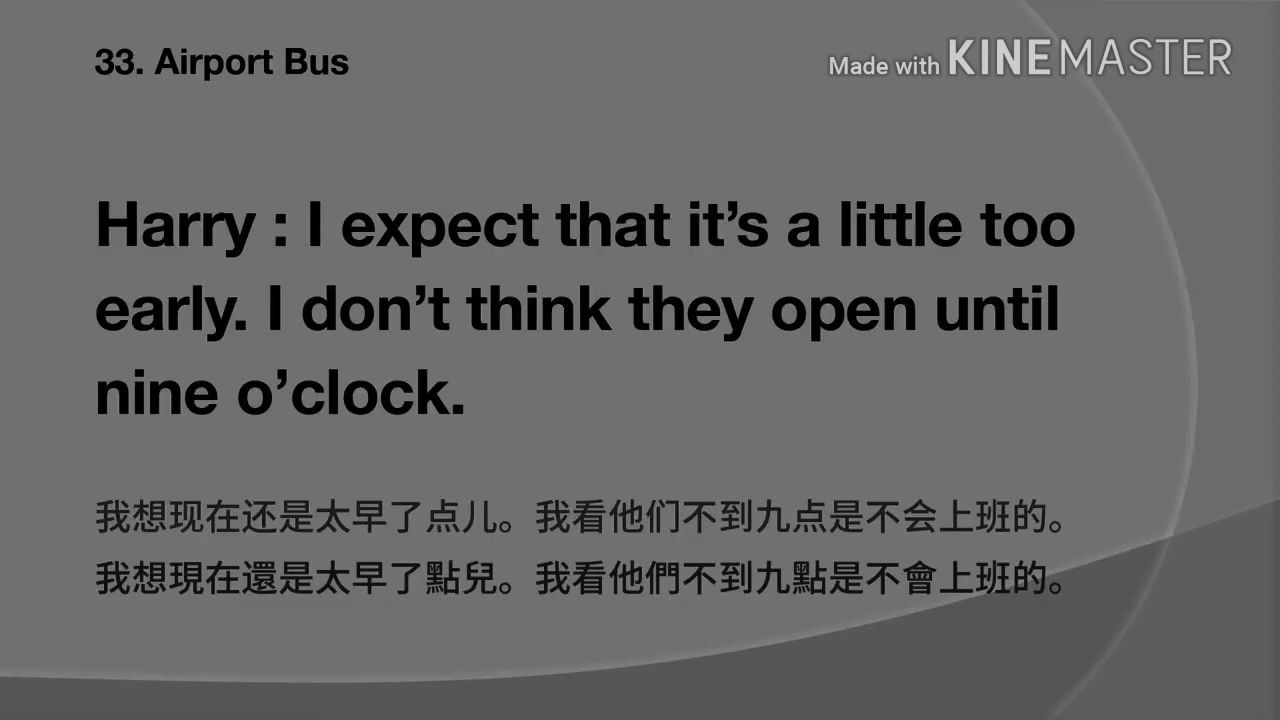 33. Airport Bus
Made with KINEMASTER
Harry : I expect that it’s a little too
early. I don’t think they open until
nine o’clock.
我想现在还是太早了点儿。我看他们不到九点是不会上班的。
我想現在還是太早了點兒。我看他們不到九點是不會上班的。